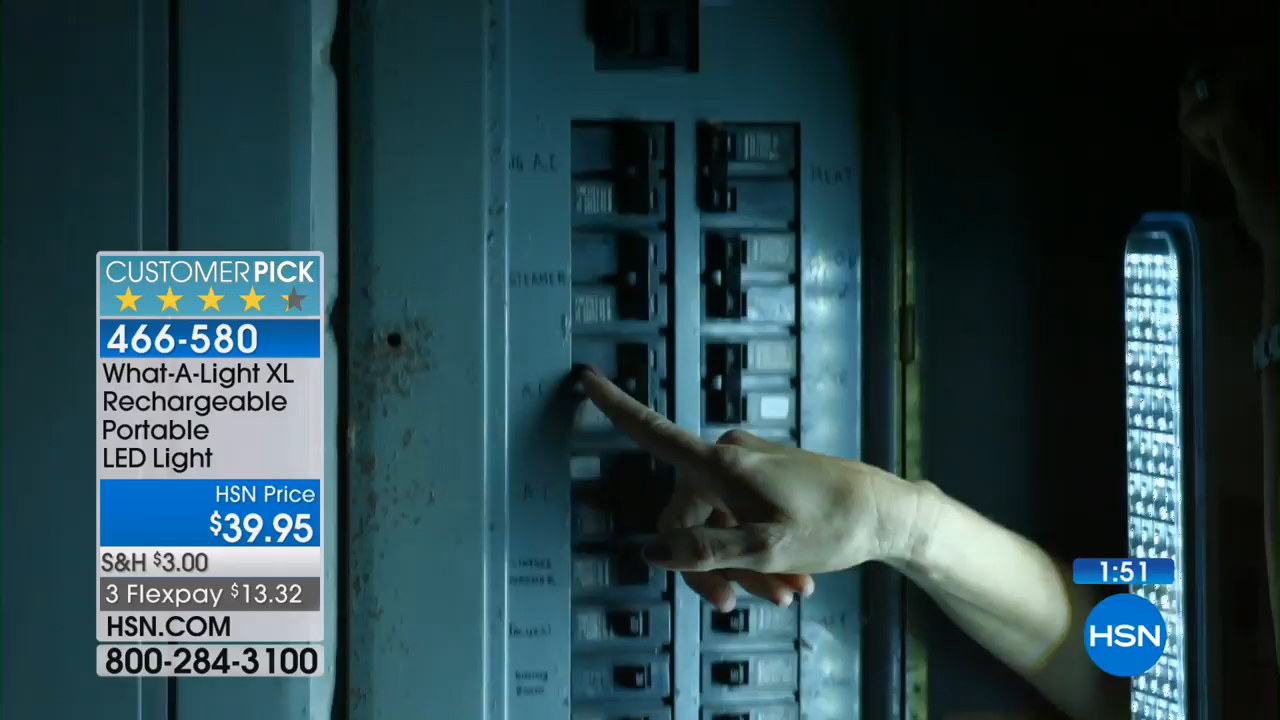 CUSTOMER PICK
466-580
What-A-Light XL
Rechargeable
Portable
LED Light
HSN Price
$39.95
S&H $3.00
3 Flexpay $13.32
HSN.COM
800-284-3100
1:51
HSN
A.C
HEAT